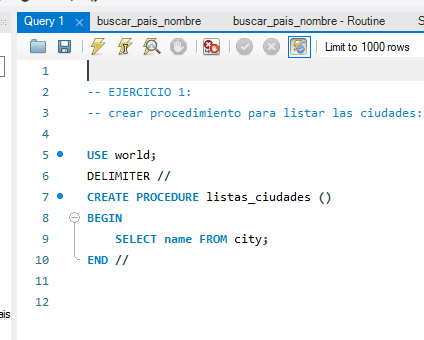 Query 1 buscar_pais_nombre buscar_pais_nombre - Routine
Limit to 1000 rows
1
2 -- EJERCICIO 1:
3 -- crear procedimiento para listar las ciudades:
4
5 USE world;
6 DELIMITER //
7 CREATE PROCEDURE listas_ciudades ()
8 BEGIN
9 SELECT name FROM city;
10 END //
11
12